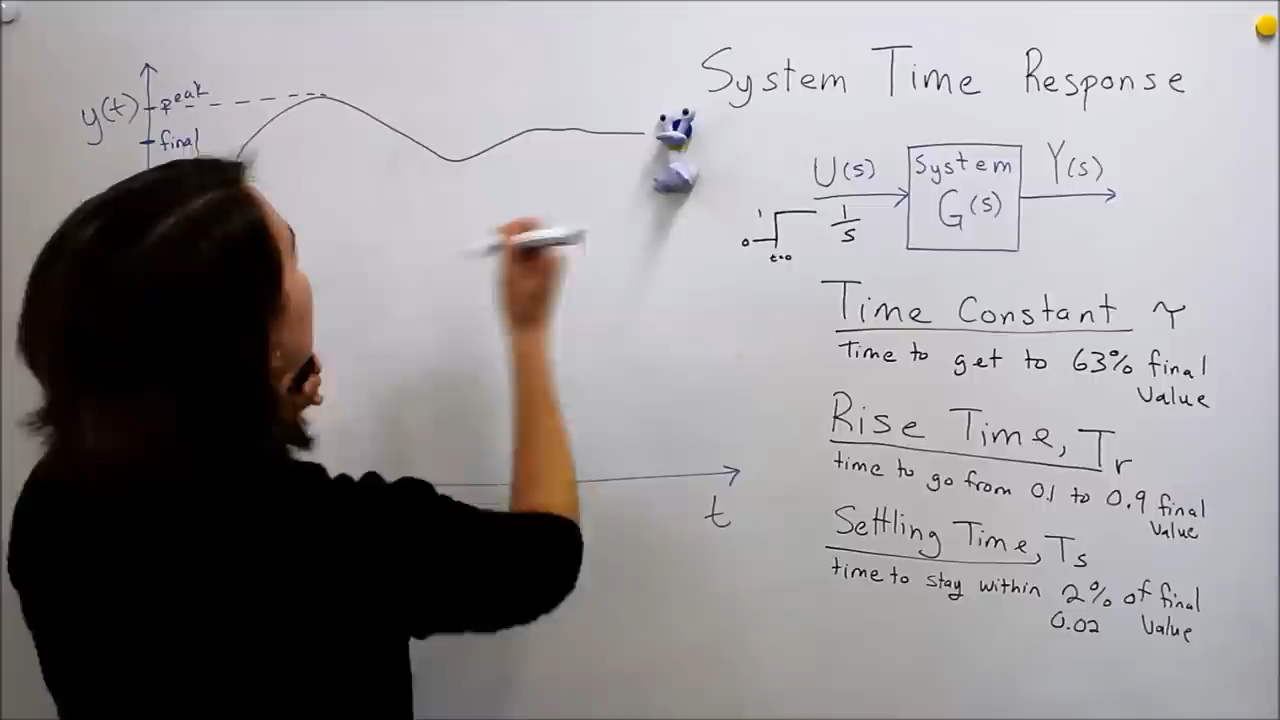 System Time Response
y(t)
peak
final
U(s)
1/s
1
0
t=0
System
G(s)
Y(s)
Time Constant τ
Time to get to 63% final
Value
Rise Time, Tr
time to go from 0.1 to 0.9 final
Value
Settling Time, Ts
time to stay within 2% of final
0.02 Value
t